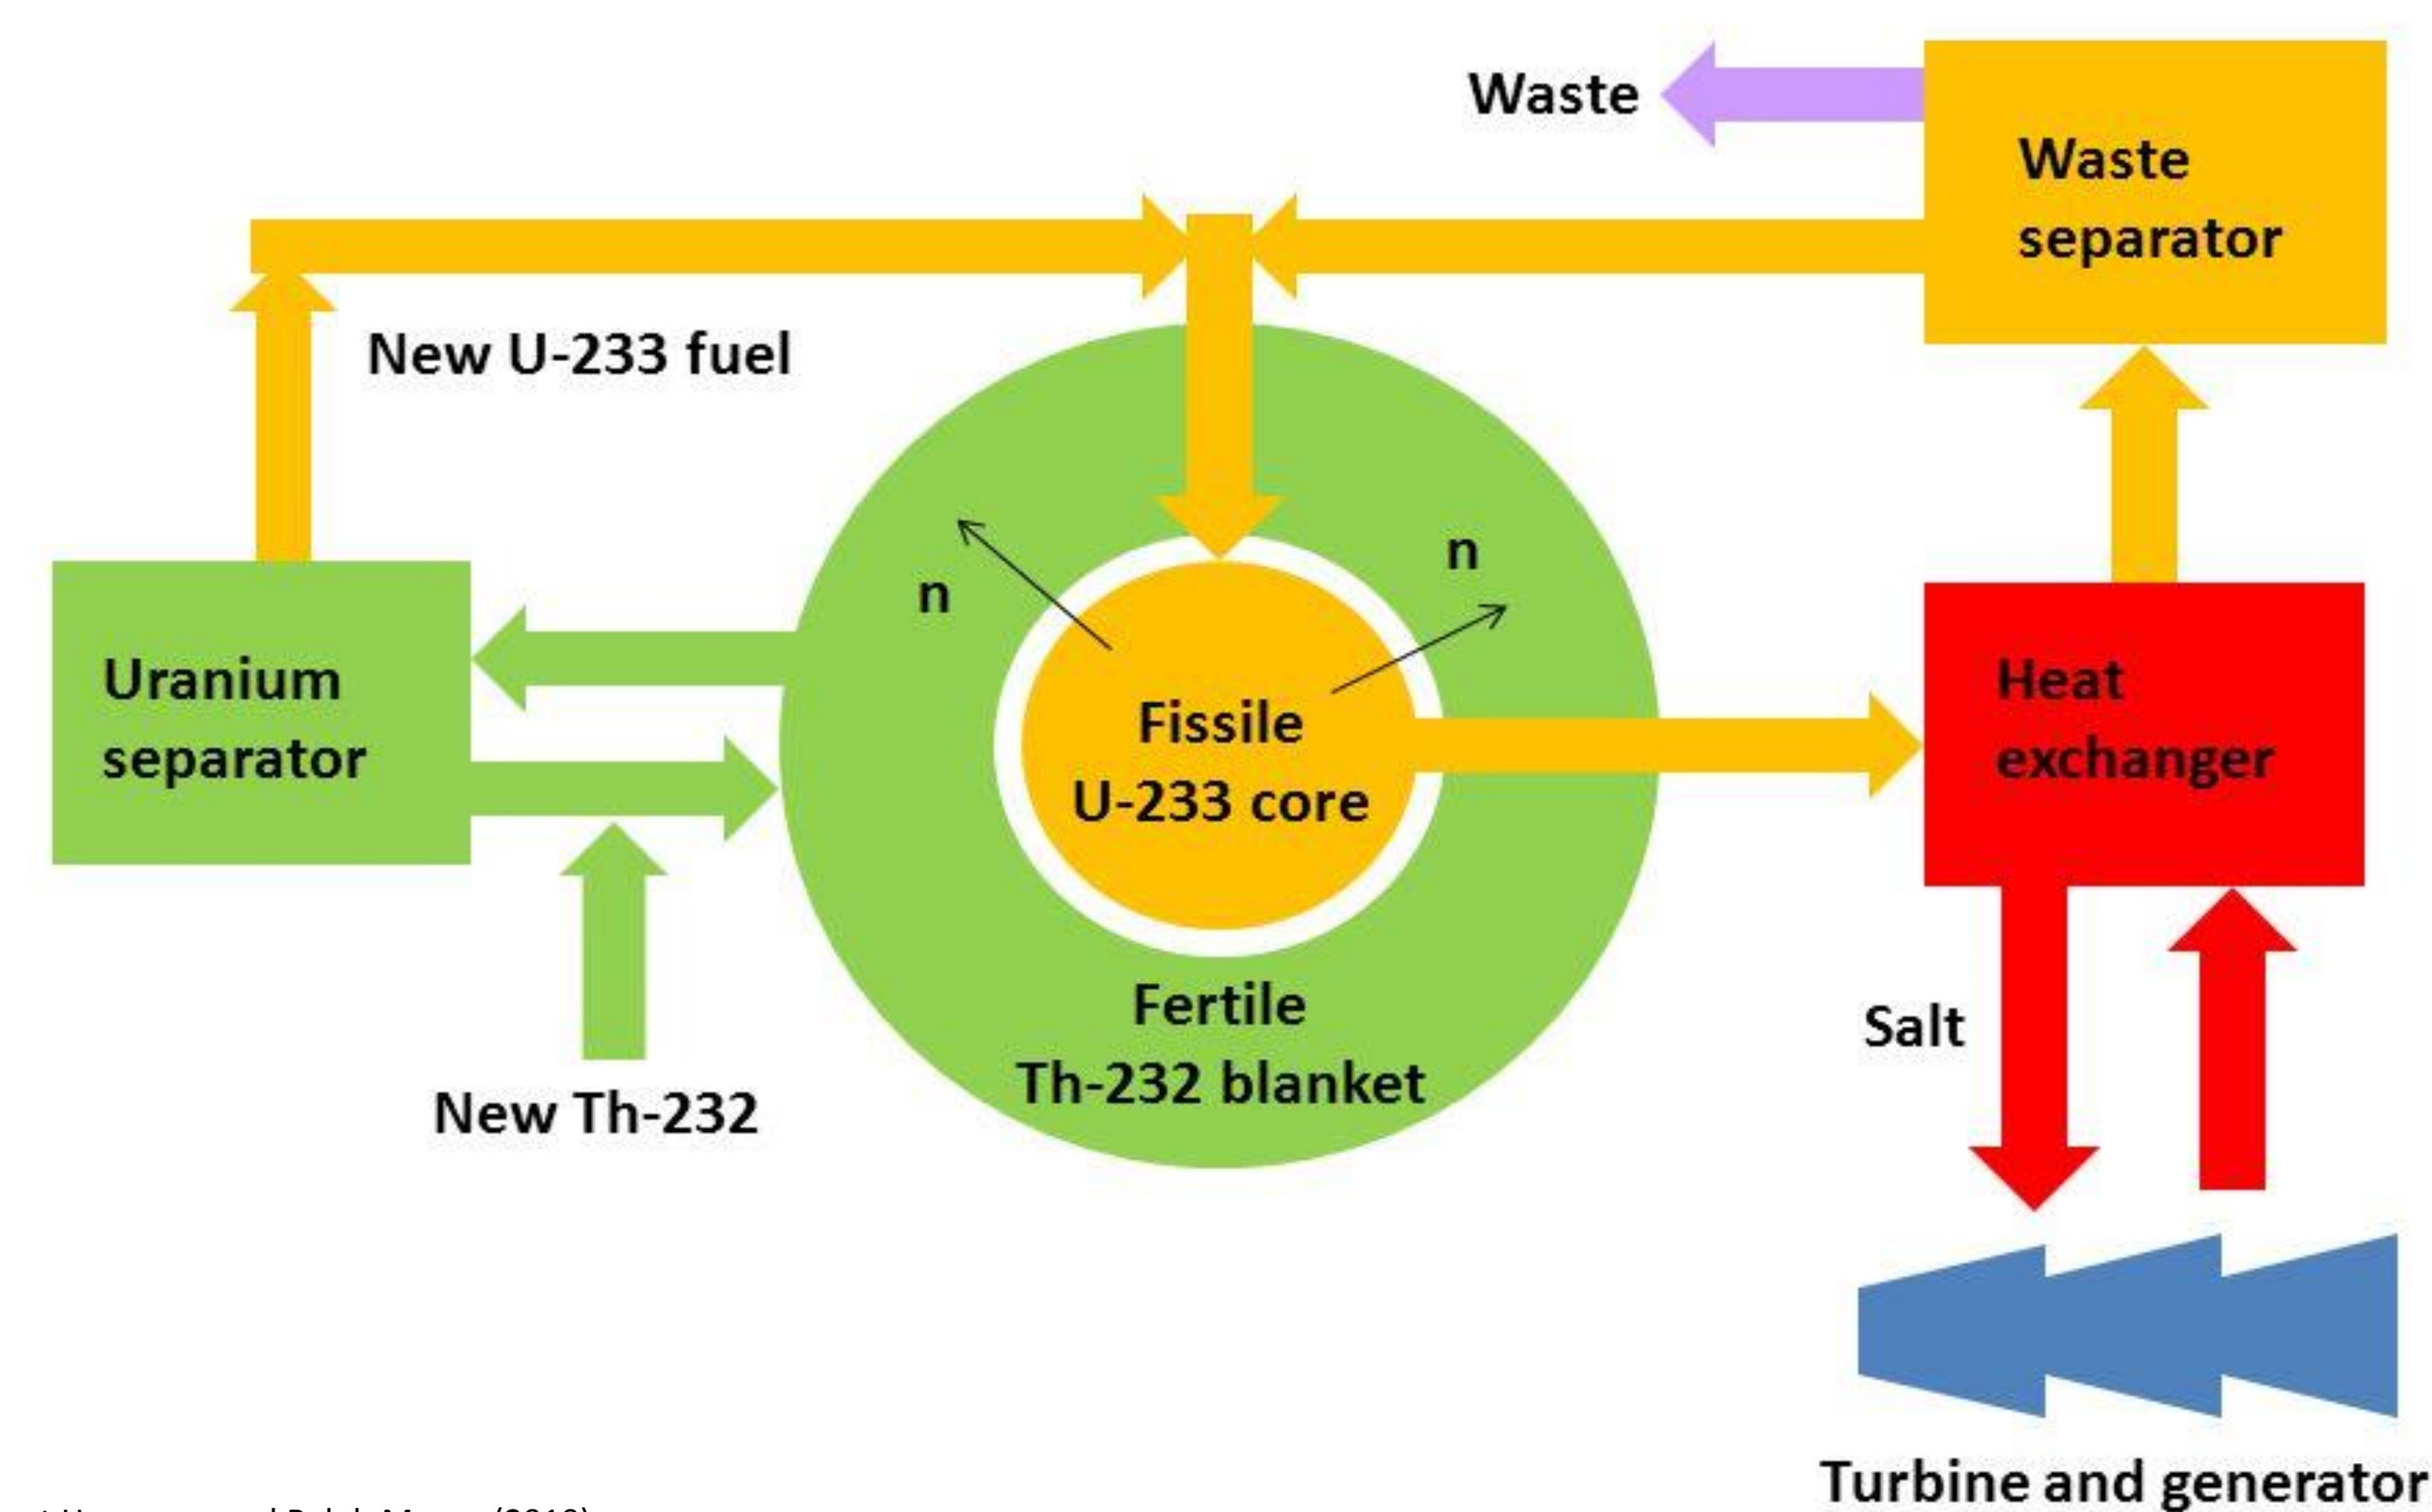 Waste
Waste
separator
New U-233 fuel
n
n
Uranium
separator
Fissile
U-233 core
Heat
exchanger
Fertile
Th-232 blanket
Salt
New Th-232
Turbine and generator
(2010)